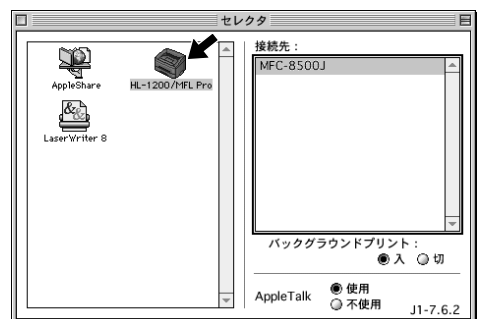 セレクタ
AppleShare
HL-1200/MFL Pro
LaserWriter 8
接続先：
MFC-8500J
バックグラウンドプリント：
入 切
AppleTalk
使用
不使用
J1-7.6.2